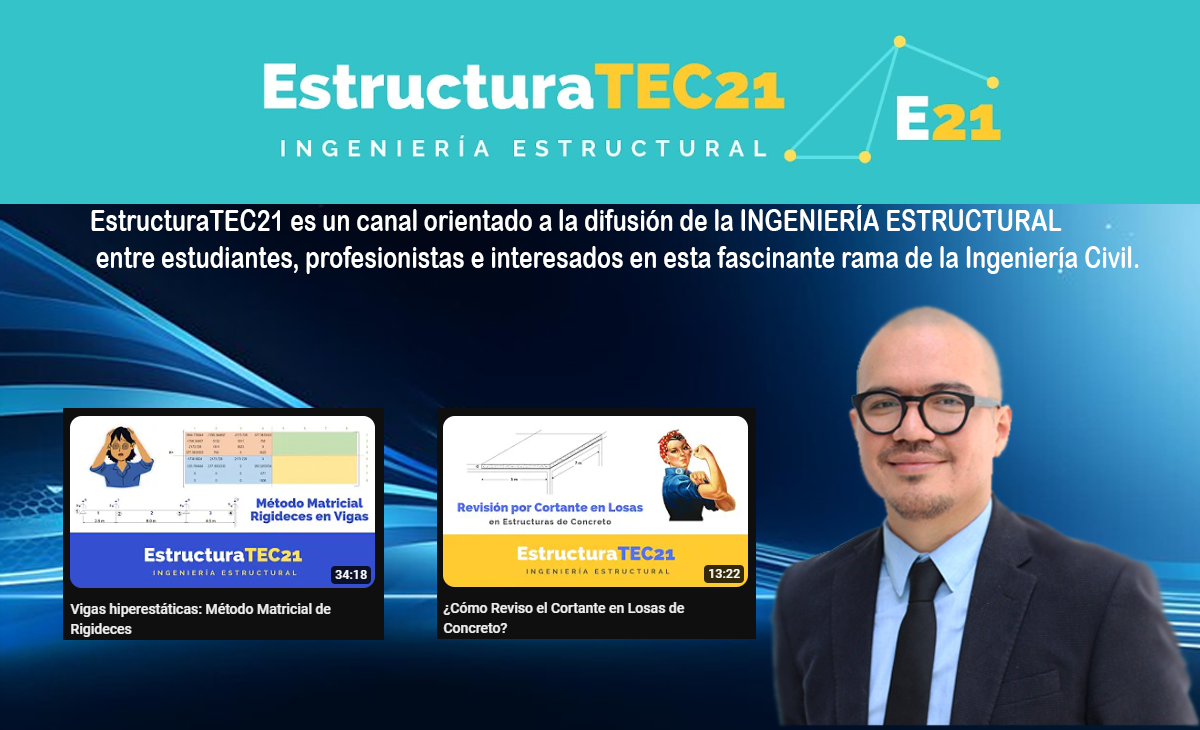 EstructuraTEC21
INGENIERÍA ESTRUCTURAL
E21
EstructuraTEC21 es un canal orientado a la difusión de la INGENIERÍA ESTRUCTURAL
entre estudiantes, profesionistas e interesados en esta fascinante rama de la Ingeniería Civil.
Método Matricial
Rigideces en Vigas
EstructuraTEC21
INGENIERÍA ESTRUCTURAL
34:18
Vigas hiperestáticas: Método Matricial de
Rigideces
5 m
7 m
Revisión por Cortante en Losas
en Estructuras de Concreto
EstructuraTEC21
INGENIERÍA ESTRUCTURAL
13:22
¿Cómo Reviso el Cortante en Losas de
Concreto?